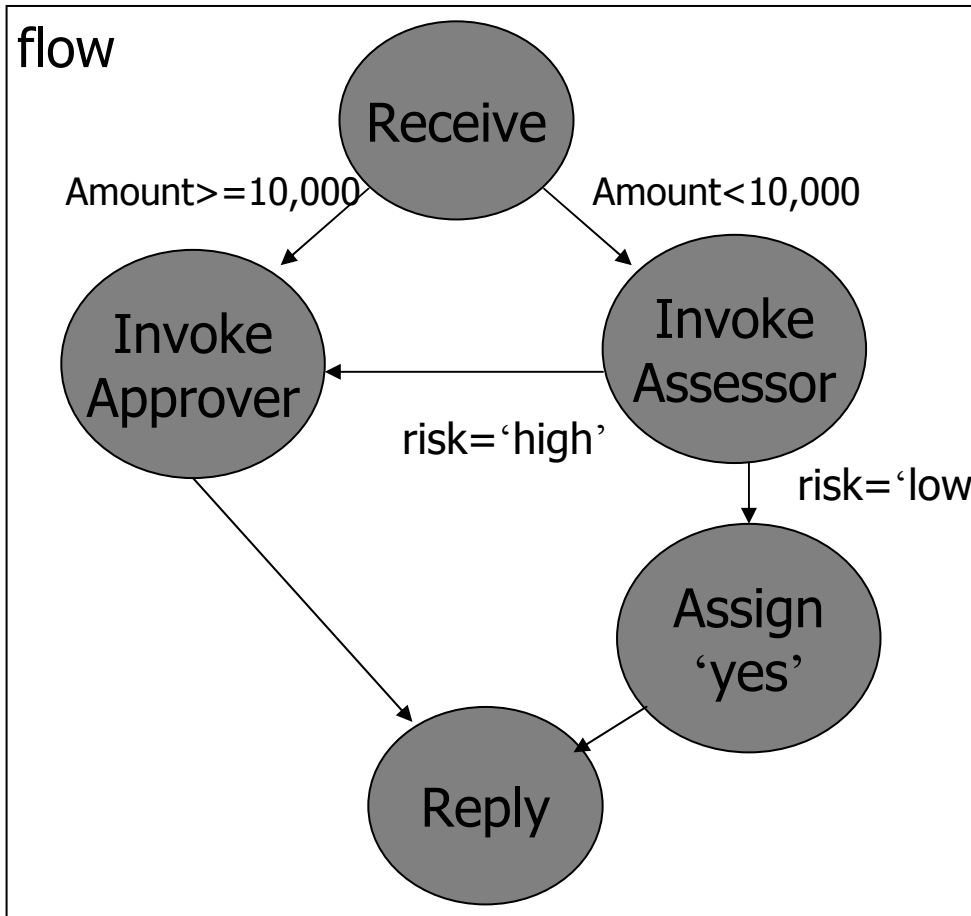 flow
Receive
Amount>=10,000
Amount<10,000
Invoke
Approver
Invoke
Assessor
risk=‘high’
risk=‘low
Assign
‘yes’
Reply